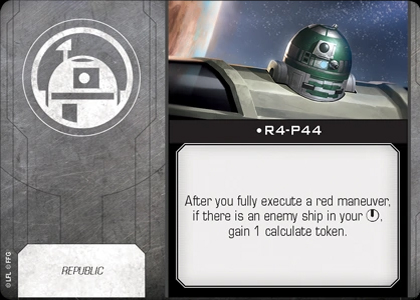 •R4-P44
After you fully execute a red maneuver,
if there is an enemy ship in your ,
gain 1 calculate token.
REPUBLIC
© LFL © FFG